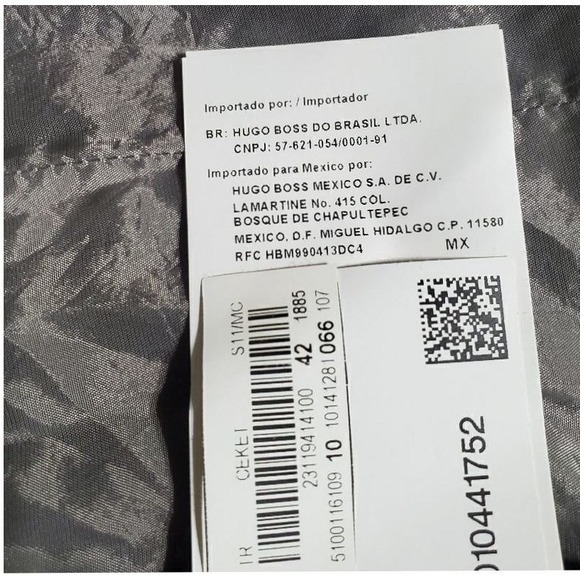 Importado por: / Importador
BR: HUGO BOSS DO BRASIL LTDA.
CNPJ: 57-621-054/0001-91
Importado para Mexico por:
HUGO BOSS MEXICO S.A. DE C.V.
LAMARTINE No. 415 COL.
BOSQUE DE CHAPULTEPEC
MEXICO, D.F. MIGUEL HIDALGO C.P. 11580
RFC HBM990413DC4 MX
TR CEKET S11/MC
23119414100 42 1885
5100116109 10 10141281 066 107
010441752